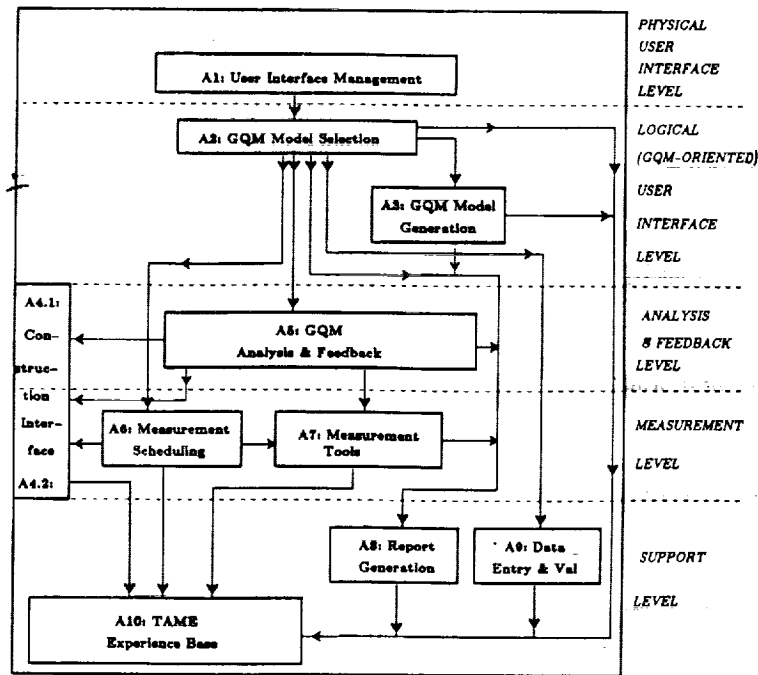 PHYSICAL
USER
INTERFACE
LEVEL
A1: User Interface Management
A2: GQM Model Selection
LOGICAL
(GQM-ORIENTED)
USER
INTERFACE
LEVEL
A3: GQM Model
Generation
A4.1:
Con-
struc-
tion
Inter-
face
A4.2:
A5: GQM
Analysis & Feedback
ANALYSIS
& FEEDBACK
LEVEL
A6: Measurement
Scheduling
A7: Measurement
Tools
MEASUREMENT
LEVEL
A8: Report
Generation
A9: Data
Entry & Val
SUPPORT
LEVEL
A10: TAME
Experience Base